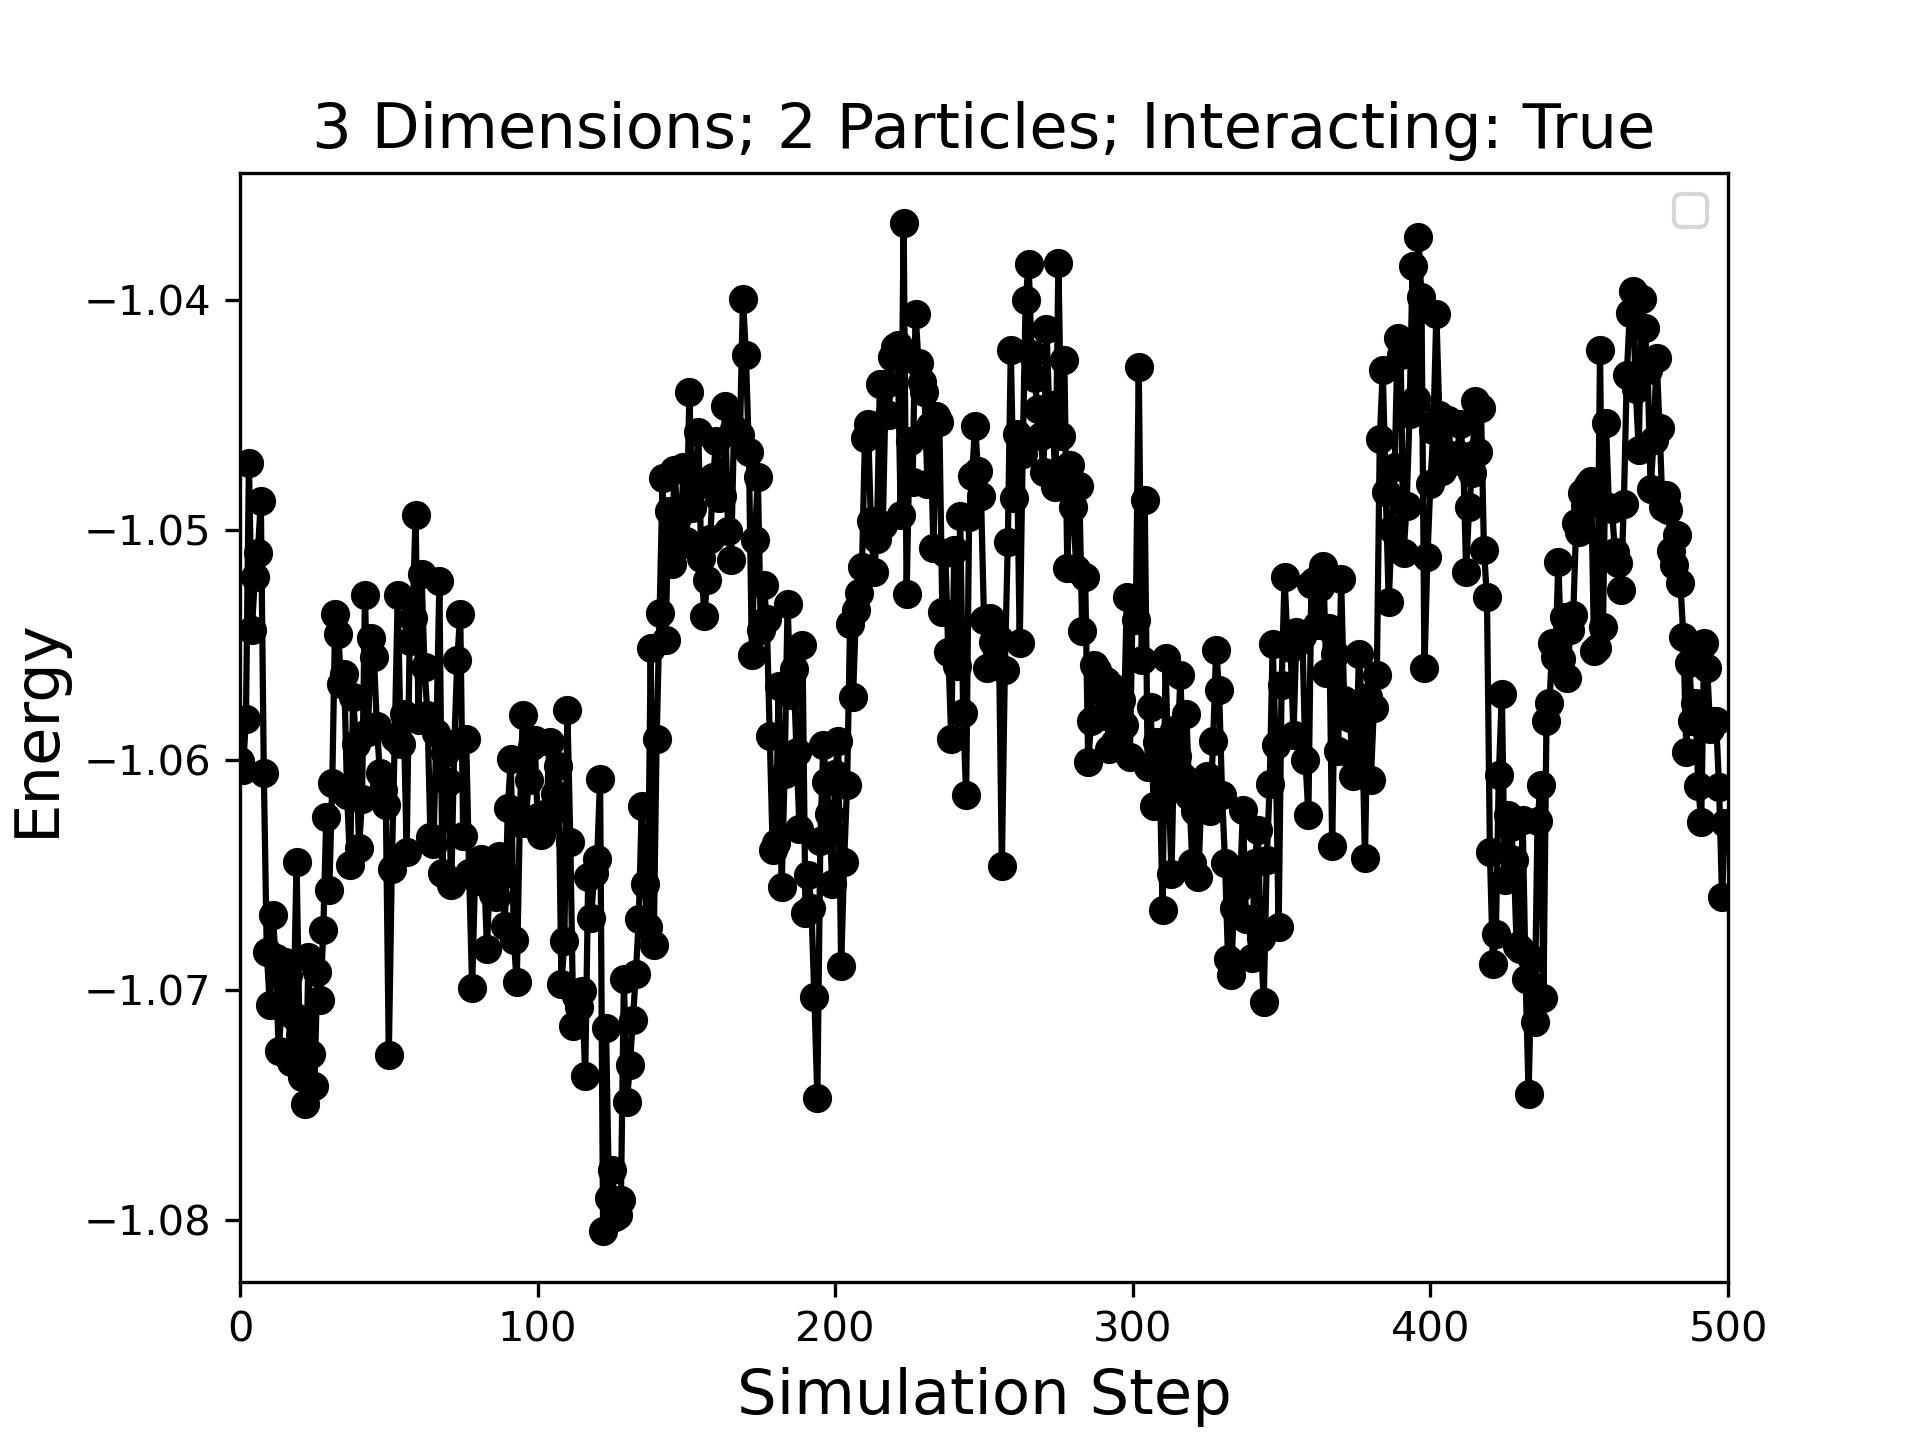 3 Dimensions; 2 Particles; Interacting: True
Energy
−1.04
−1.05
−1.06
−1.07
−1.08
0 100 200 300 400 500
Simulation Step